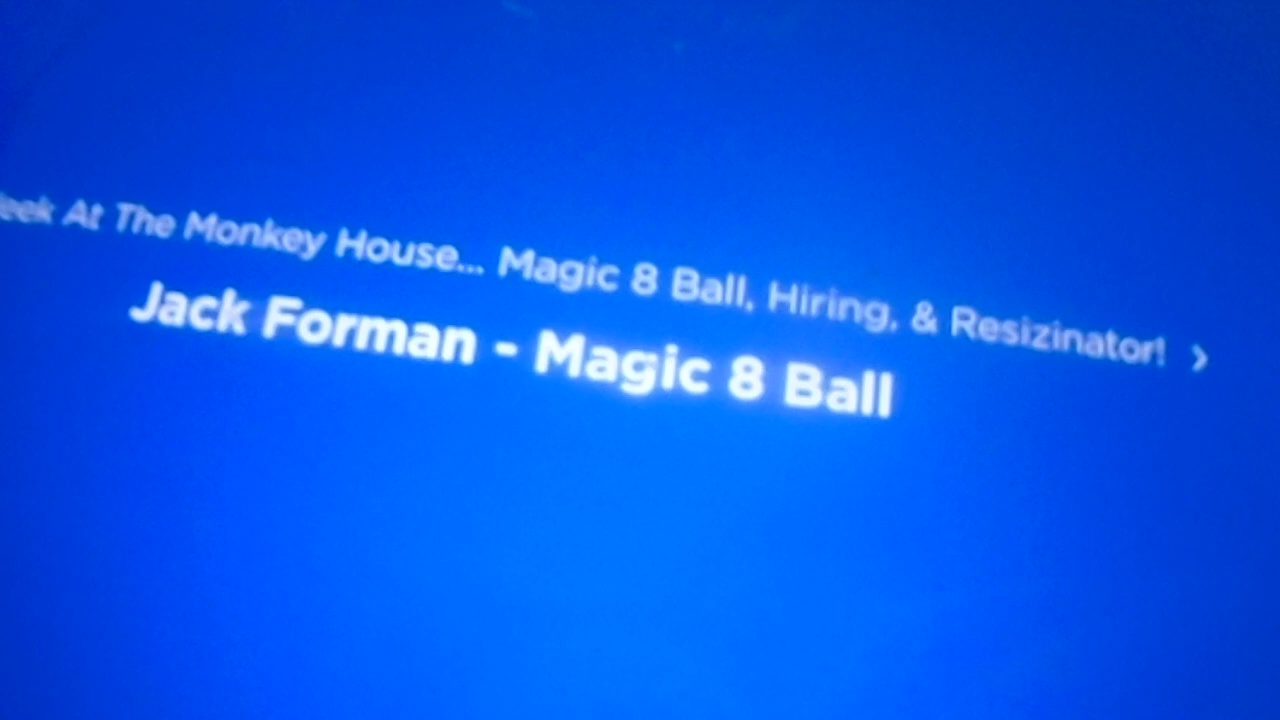 At The Monkey House... Magic 8 Ball, Hiring, & Resizinator! ›
Jack Forman - Magic 8 Ball